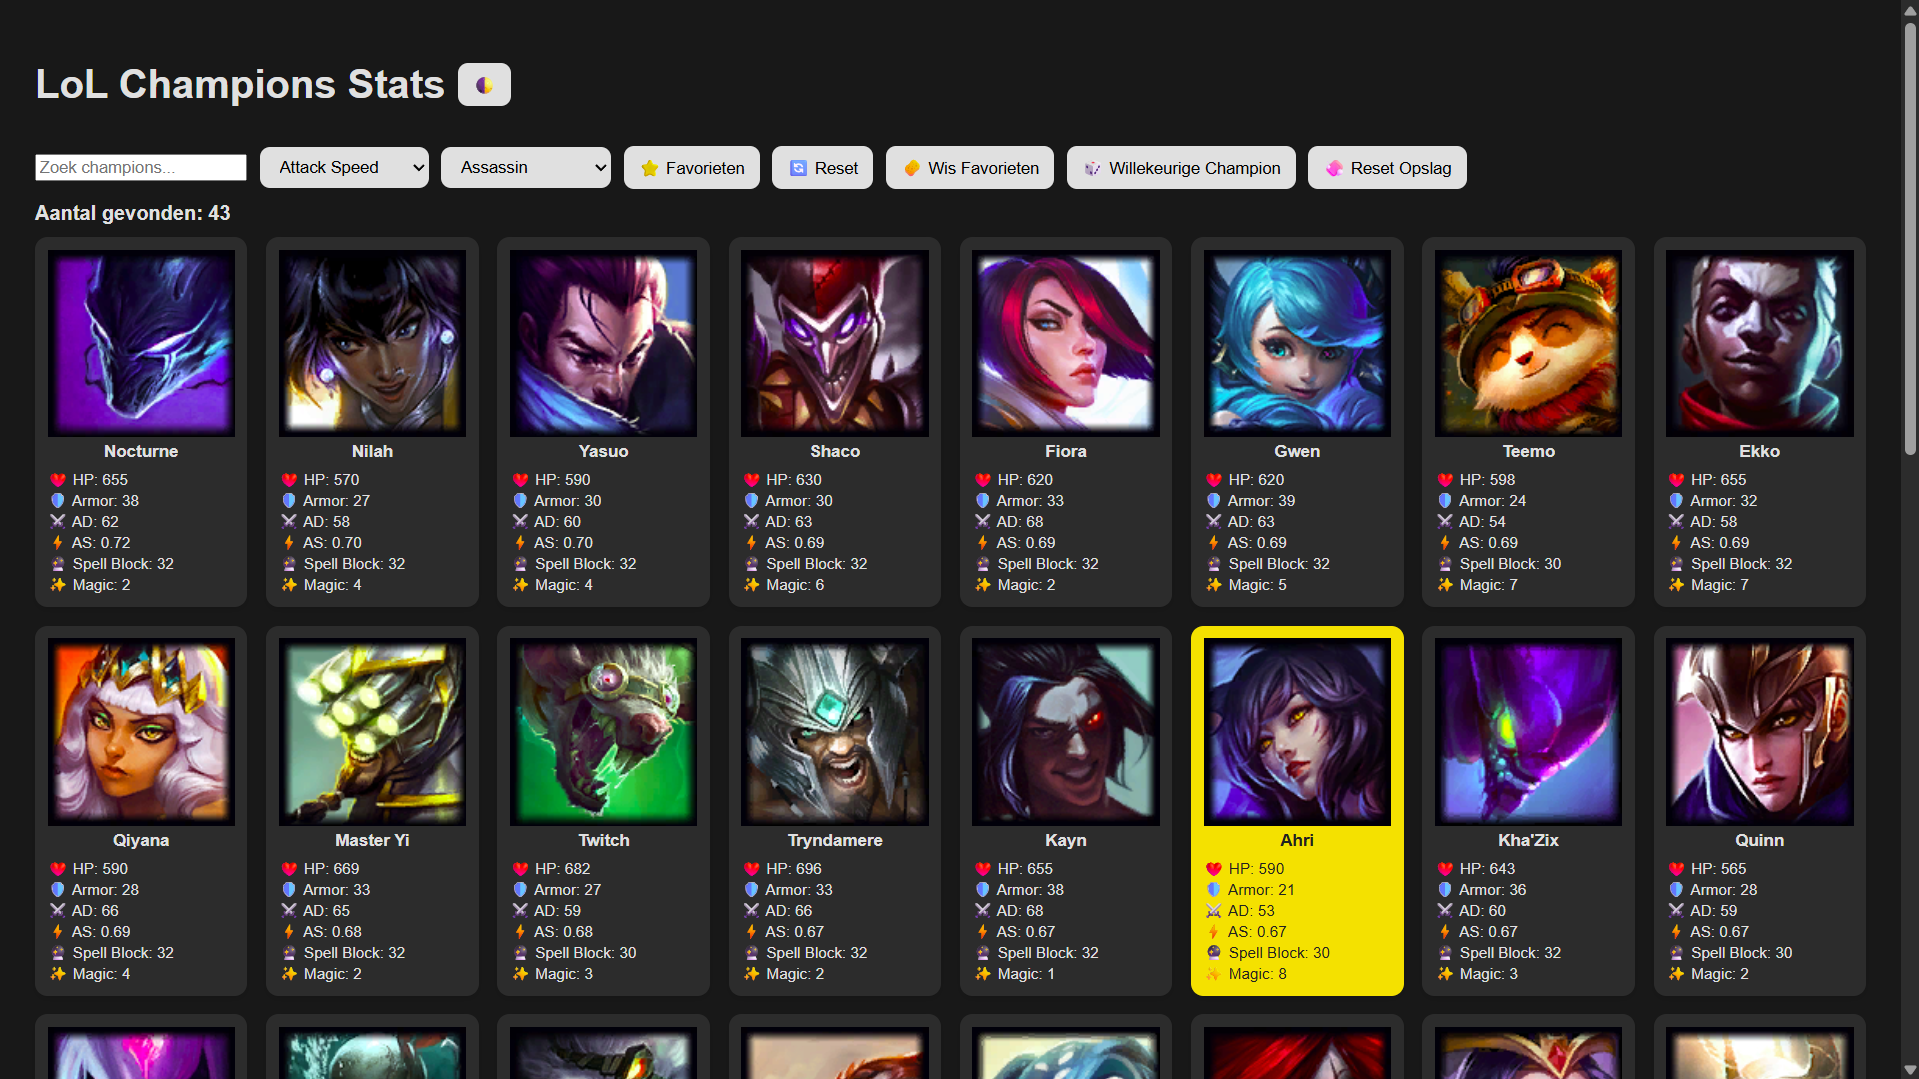 LoL Champions Stats
Zoek champions...
Attack Speed
Assassin
Favorieten
Reset
Wis Favorieten
Willekeurige Champion
Reset Opslag
Aantal gevonden: 43
Nocturne
HP: 655
Armor: 38
AD: 62
AS: 0.72
Spell Block: 32
Magic: 2
Nilah
HP: 570
Armor: 27
AD: 58
AS: 0.70
Spell Block: 32
Magic: 4
Yasuo
HP: 590
Armor: 30
AD: 60
AS: 0.70
Spell Block: 32
Magic: 4
Shaco
HP: 630
Armor: 30
AD: 63
AS: 0.69
Spell Block: 32
Magic: 6
Fiora
HP: 620
Armor: 33
AD: 68
AS: 0.69
Spell Block: 32
Magic: 2
Gwen
HP: 620
Armor: 39
AD: 63
AS: 0.69
Spell Block: 32
Magic: 5
Teemo
HP: 598
Armor: 24
AD: 54
AS: 0.69
Spell Block: 30
Magic: 7
Ekko
HP: 655
Armor: 32
AD: 58
AS: 0.69
Spell Block: 32
Magic: 7
Qiyana
HP: 590
Armor: 28
AD: 66
AS: 0.69
Spell Block: 32
Magic: 4
Master Yi
HP: 669
Armor: 33
AD: 65
AS: 0.68
Spell Block: 32
Magic: 2
Twitch
HP: 682
Armor: 27
AD: 59
AS: 0.68
Spell Block: 30
Magic: 3
Tryndamere
HP: 696
Armor: 33
AD: 66
AS: 0.67
Spell Block: 32
Magic: 2
Kayn
HP: 655
Armor: 38
AD: 68
AS: 0.67
Spell Block: 32
Magic: 1
Ahri
HP: 590
Armor: 21
AD: 53
AS: 0.67
Spell Block: 30
Magic: 8
Kha'Zix
HP: 643
Armor: 36
AD: 60
AS: 0.67
Spell Block: 32
Magic: 3
Quinn
HP: 565
Armor: 28
AD: 59
AS: 0.67
Spell Block: 30
Magic: 2